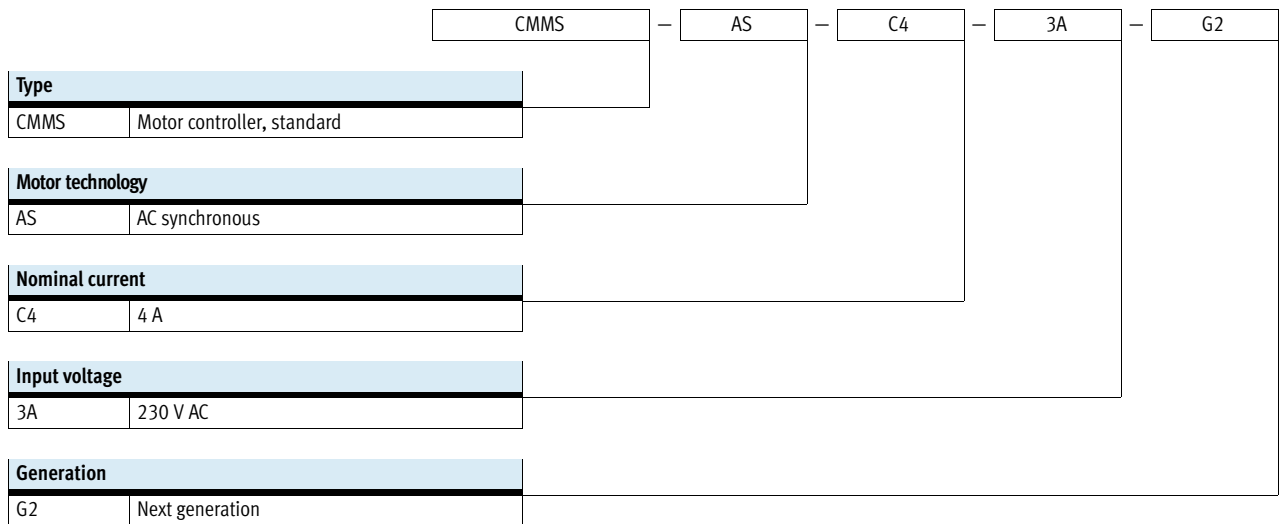 CMMS – AS – C4 – 3A – G2
Type
CMMS Motor controller, standard
Motor technology
AS AC synchronous
Nominal current
C4 4 A
Input voltage
3A 230 V AC
Generation
G2 Next generation